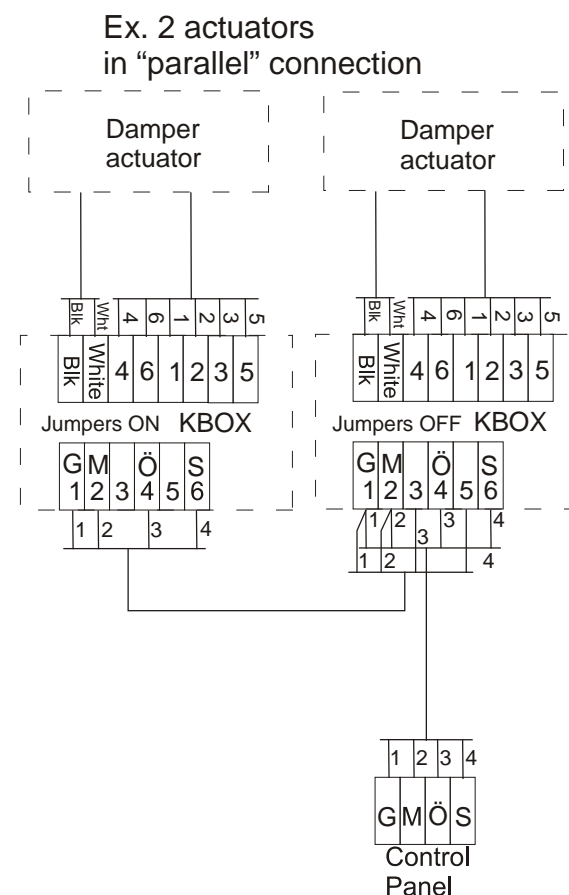 Ex. 2 actuators
in “parallel” connection
Damper
actuator
Damper
actuator
Blk Wht 4 6 1 2 3 5
Blk White 4 6 1 2 3 5
Jumpers ON KBOX
G M Ö S
1 2 3 4 5 6
1 2 3 4
Blk Wht 4 6 1 2 3 5
Blk White 4 6 1 2 3 5
Jumpers OFF KBOX
G M Ö S
1 2 3 4 5 6
1 2 3 4
3
1 2 4
1 2 3 4
G M Ö S
Control
Panel